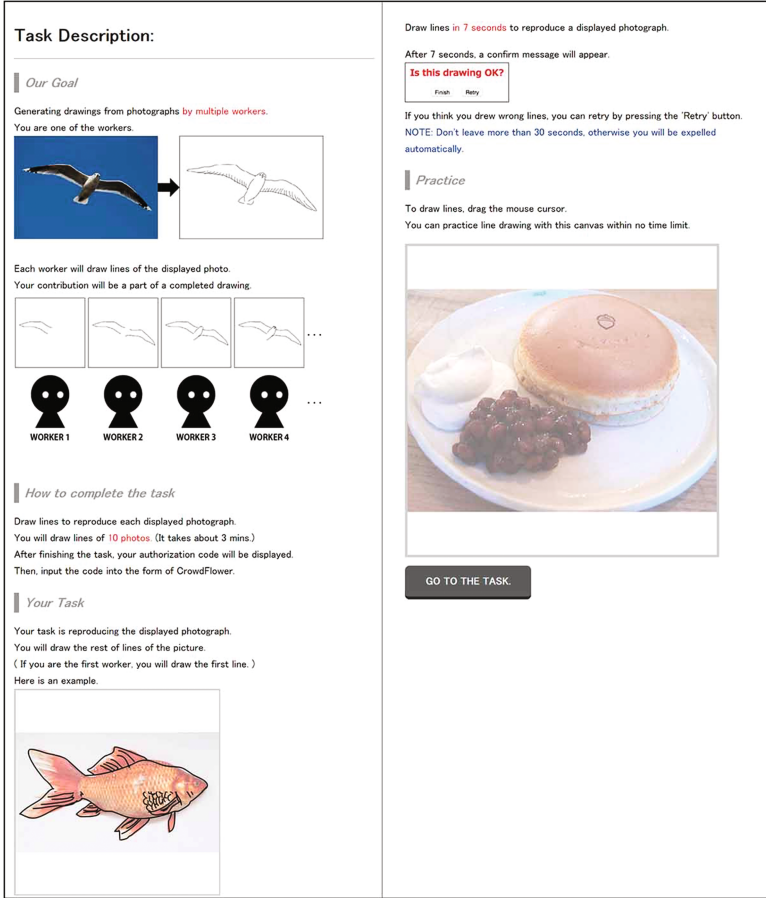 Task Description:
Our Goal
Generating drawings from photographs by multiple workers.
You are one of the workers.
Each worker will draw lines of the displayed photo.
Your contribution will be a part of a completed drawing.
...
WORKER 1
WORKER 2
WORKER 3
WORKER 4
...
How to complete the task
Draw lines to reproduce each displayed photograph.
You will draw lines of 10 photos. (It takes about 3 mins.)
After finishing the task, your authorization code will be displayed.
Then, input the code into the form of CrowdFlower.
Your Task
Your task is reproducing the displayed photograph.
You will draw the rest of lines of the picture.
( If you are the first worker, you will draw the first line. )
Here is an example.
Draw lines in 7 seconds to reproduce a displayed photograph.
After 7 seconds, a confirm message will appear.
Is this drawing OK?
Finish Retry
If you think you drew wrong lines, you can retry by pressing the 'Retry' button.
NOTE: Don't leave more than 30 seconds, otherwise you will be expelled
automatically.
Practice
To draw lines, drag the mouse cursor.
You can practice line drawing with this canvas within no time limit.
GO TO THE TASK.